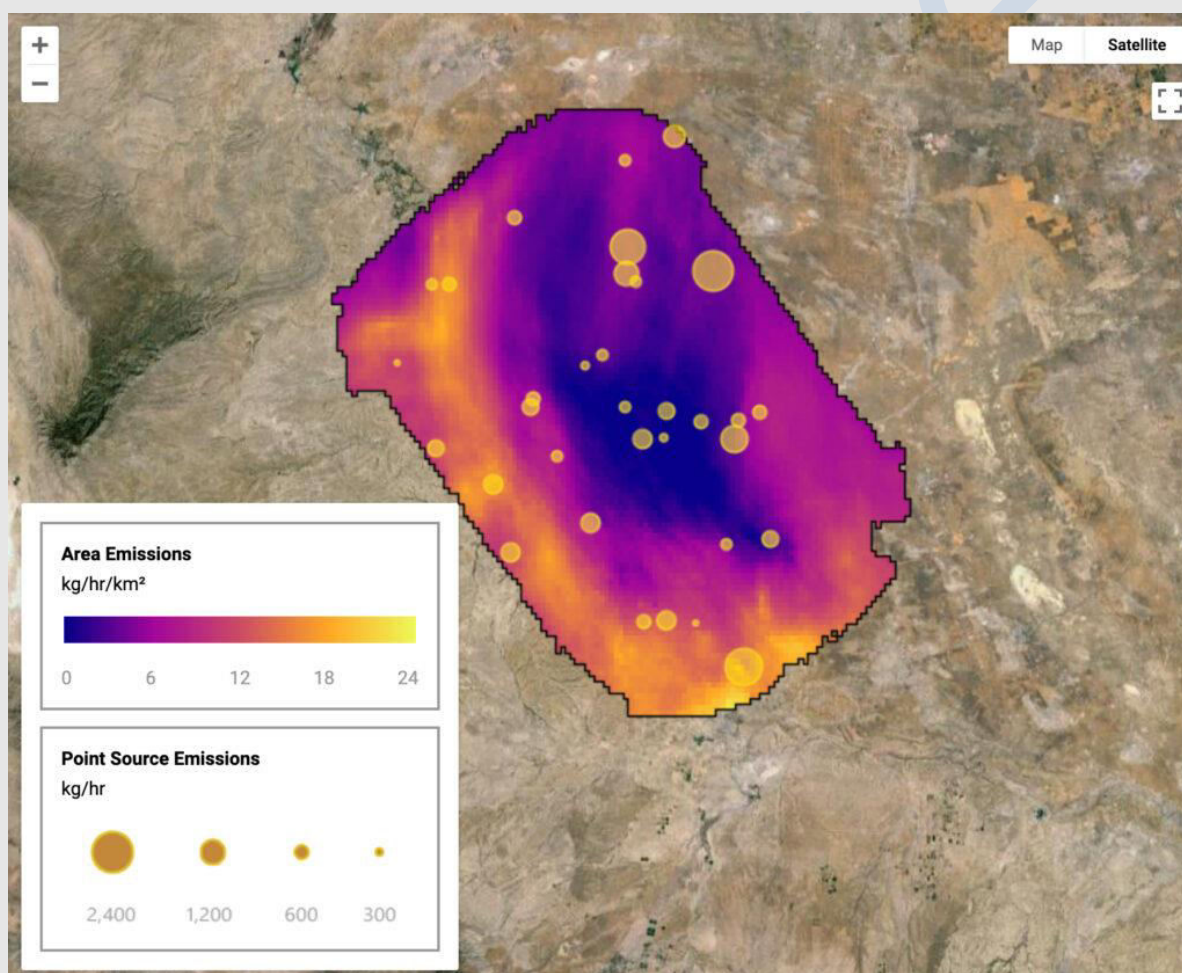 +
Map Satellite
−
Area Emissions
kg/hr/km²
0 6 12 18 24
Point Source Emissions
kg/hr
2,400 1,200 600 300